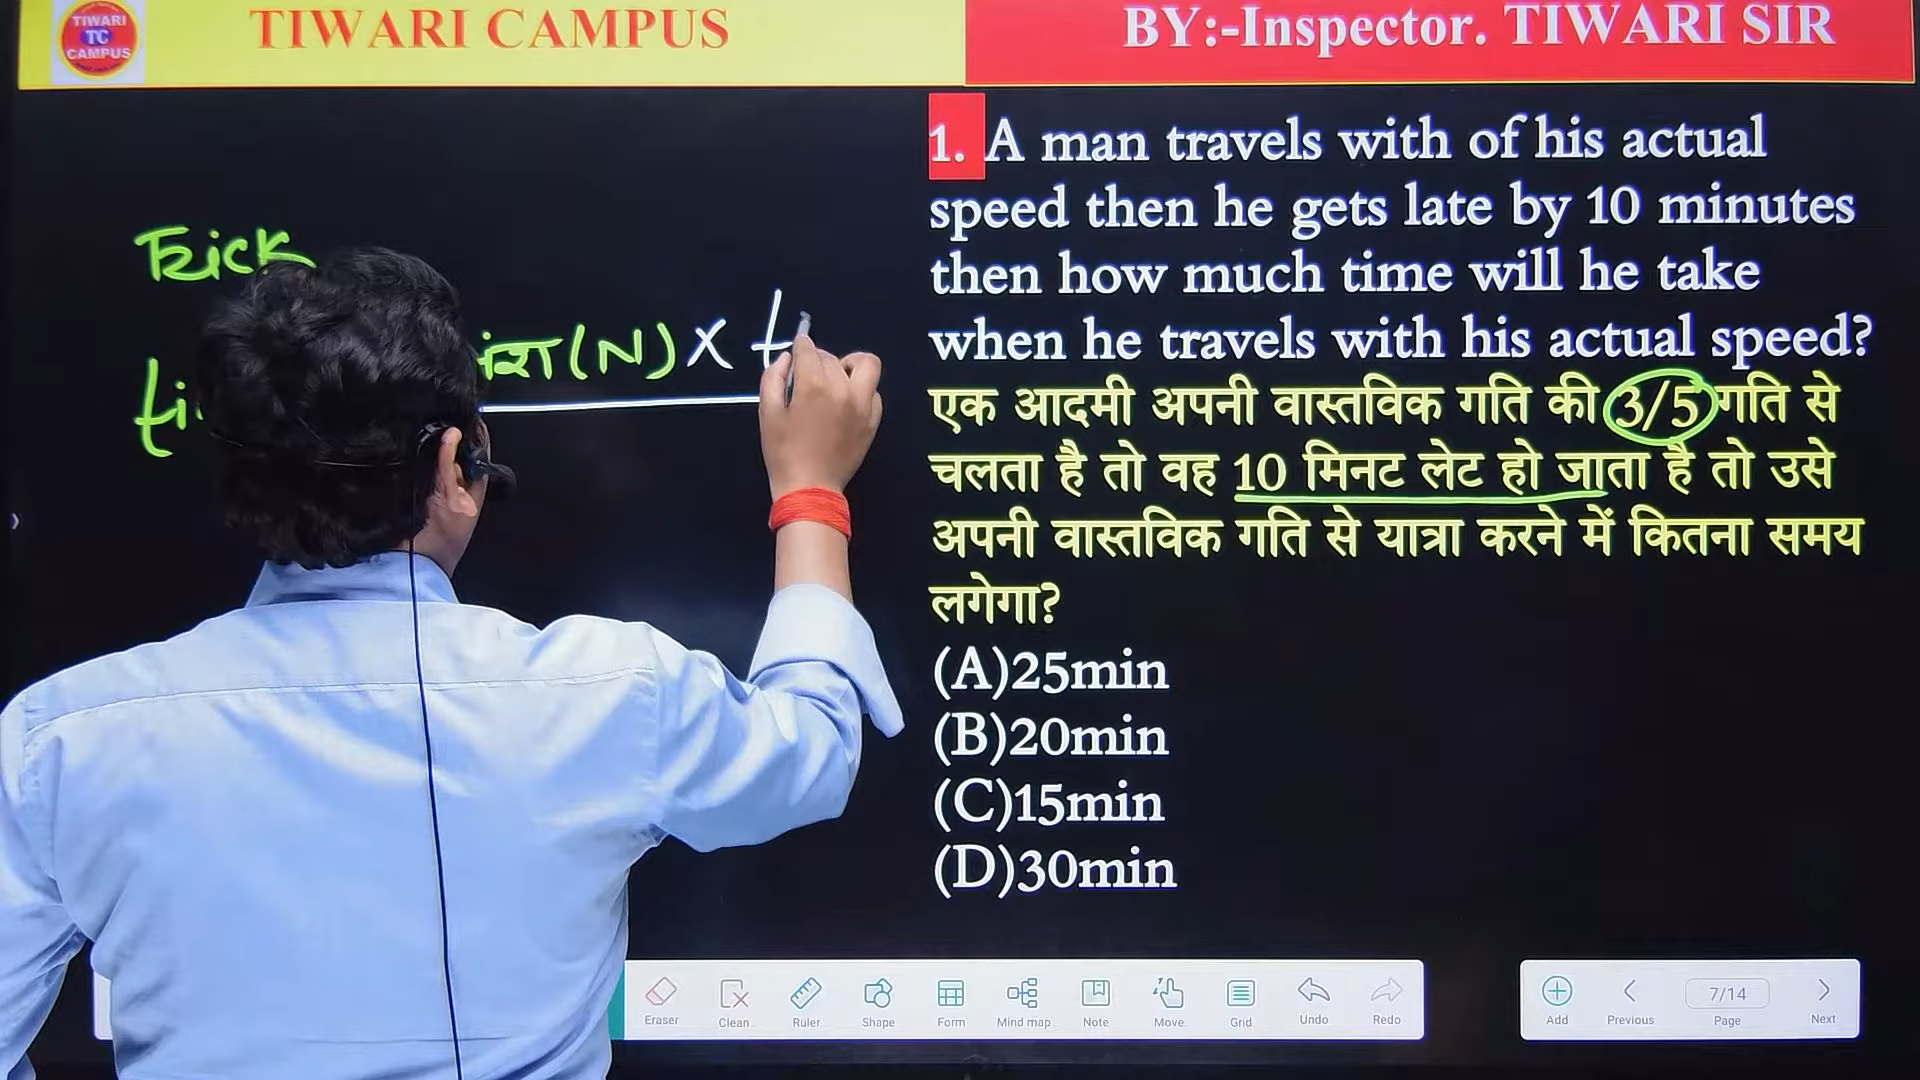 TIWARI
TC
CAMPUS
TIWARI CAMPUS
BY:-Inspector. TIWARI SIR
1. A man travels with of his actual
speed then he gets late by 10 minutes
then how much time will he take
when he travels with his actual speed?
एक आदमी अपनी वास्तविक गति की 3/5 गति से
चलता है तो वह 10 मिनट लेट हो जाता है तो उसे
अपनी वास्तविक गति से यात्रा करने में कितना समय
लगेगा?
(A)25min
(B)20min
(C)15min
(D)30min
Trick
(N) × t
Eraser
Clean
Ruler
Shape
Form
Mind map
Note
Move
Grid
Undo
Redo
Add
Previous
7/14
Page
Next